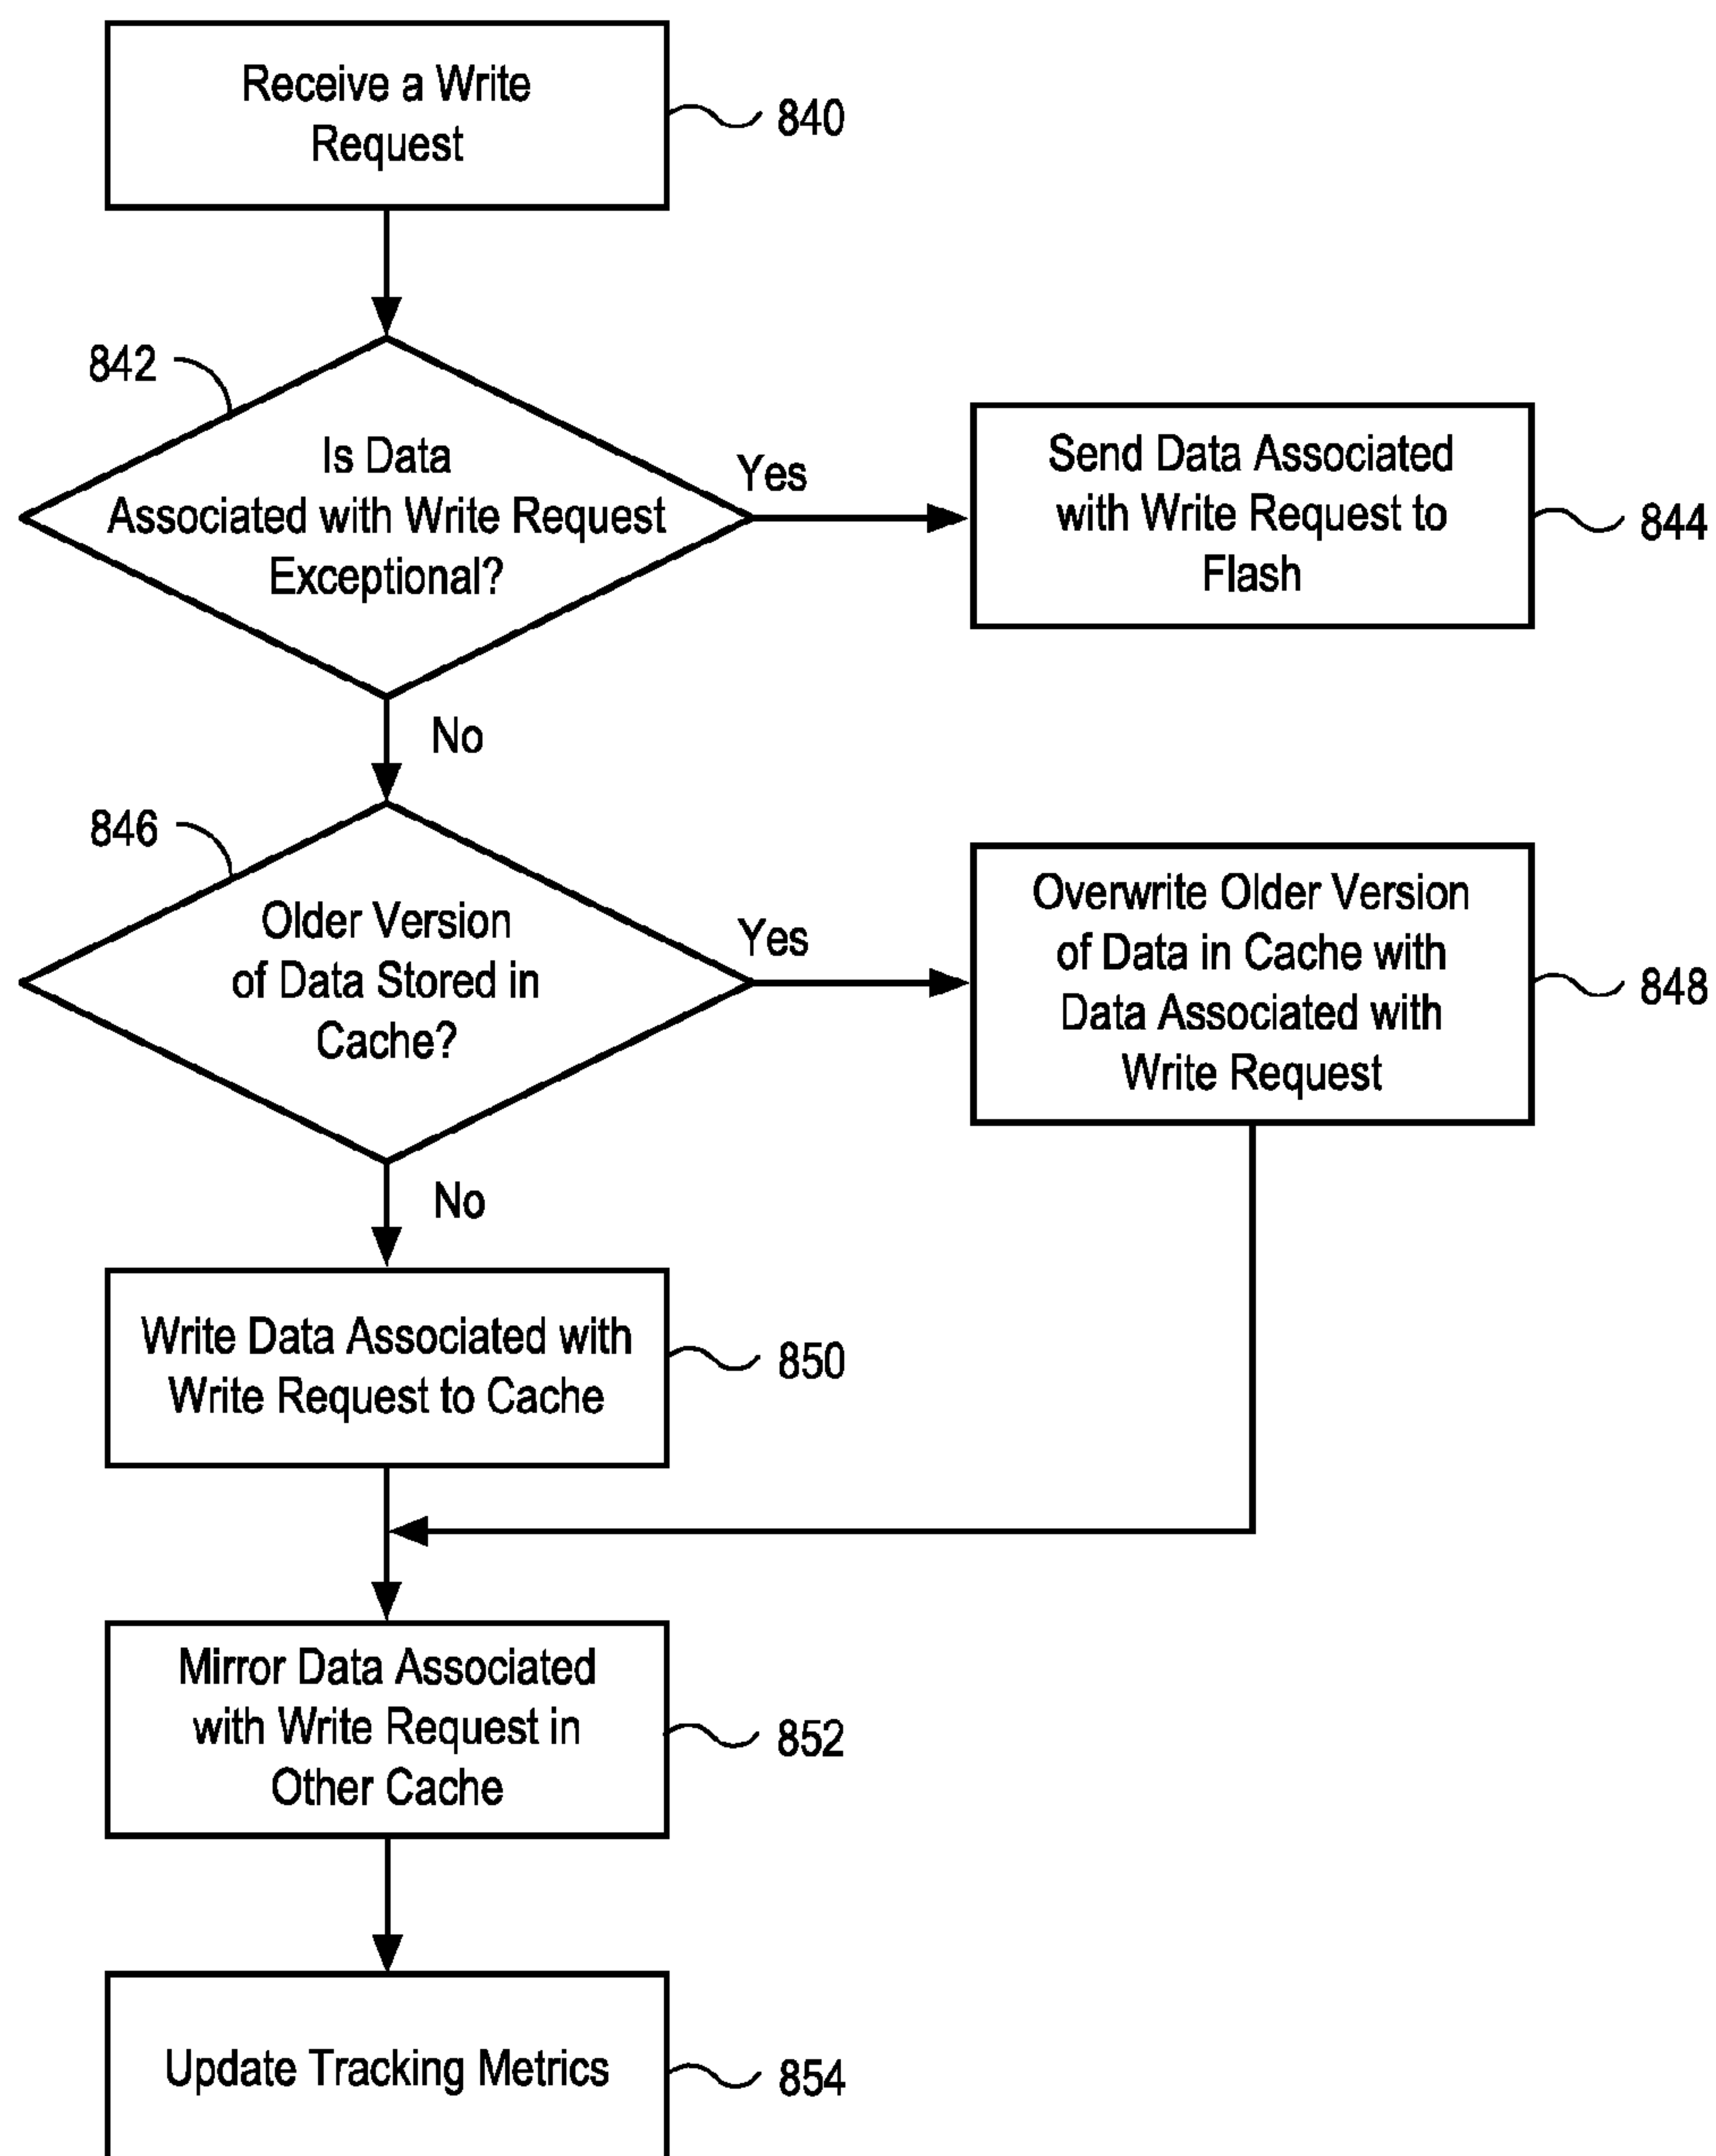 Receive a Write
Request
840
842
Is Data
Associated with Write Request
Exceptional?
Yes
Send Data Associated
with Write Request to
Flash
844
No
846
Older Version
of Data Stored in
Cache?
Yes
Overwrite Older Version
of Data in Cache with
Data Associated with
Write Request
848
No
Write Data Associated with
Write Request to Cache
850
Mirror Data Associated
with Write Request in
Other Cache
852
Update Tracking Metrics
854